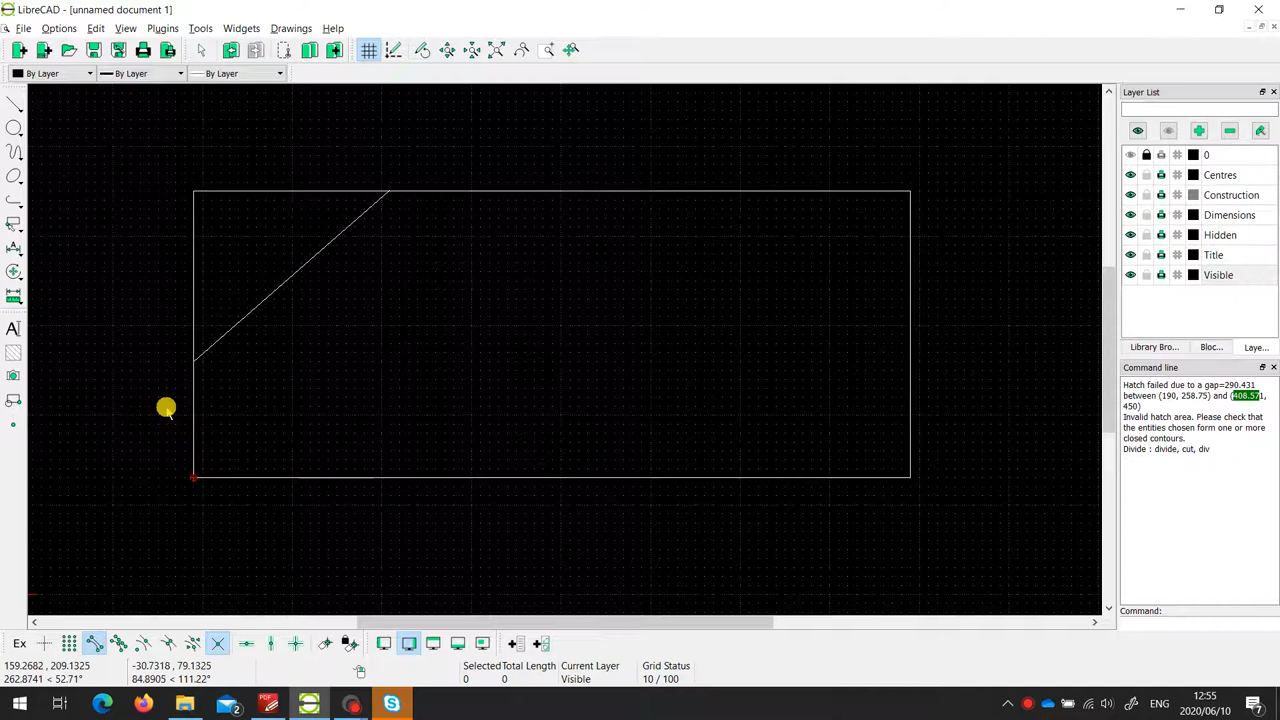 LibreCAD - [unnamed document 1]
File Options Edit View Plugins Tools Widgets Drawings Help
By Layer By Layer By Layer
Layer List
0
Centres
Construction
Dimensions
Hidden
Title
Visible
Library Bro... Bloc... Laye...
Command line
Hatch failed due to a gap=290.431
between (190, 258.75) and (408.571,
450)
Invalid hatch area. Please check that
the entities chosen form one or more
closed contours.
Divide : divide, cut, div
Command:
Ex
159.2682 , 209.1325 -30.7318 , 79.1325 Selected Total Length Current Layer Grid Status
262.8741 < 52.71° 84.8905 < 111.22° 0 0 Visible 10 / 100
12:55
ENG
2020/06/10
2
PDF
7